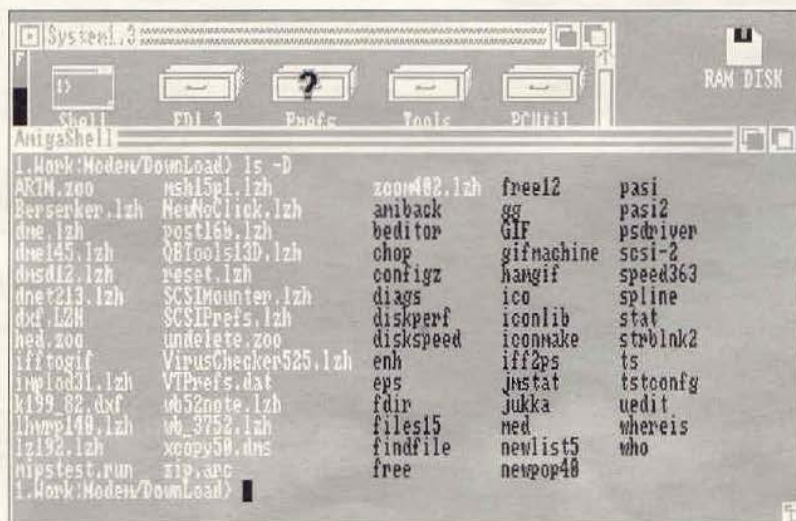 System1.3
RAM DISK
Shell Prefs Tools PCUtil
AmigaShell
1.Work:Modem/DownLoad> ls -D
ARTM.zoo msh15p1.lzh zoom402.lzh free12 pasi
Berserker.lzh NewNoClick.lzh amiback gg pasi2
dme.lzh post16b.lzh beditor GIF psdriver
dme145.lzh QBTools13D.lzh chop gifmachine scsi-2
dmsd12.lzh reset.lzh configz hamgif speed363
dnet213.lzh SCSIMounter.lzh diags ico spline
dxf.LZH SCSIPrefs.lzh diskperf iconlib stat
hed.zoo undelete.zoo diskspeed iconmake strblnk2
ifftogif VirusChecker525.lzh enh iff2ps ts
implod31.lzh VTPrefs.dat eps jmstat tstconfg
k199_82.dxf wb52note.lzh fdir jukka uedit
lhwrp140.lzh wb_3752.lzh files15 med whereis
lz192.lzh xcopy50.dms findfile newlist5 who
mipstest.run zip.arc free newpop40
1.Work:Modem/DownLoad>